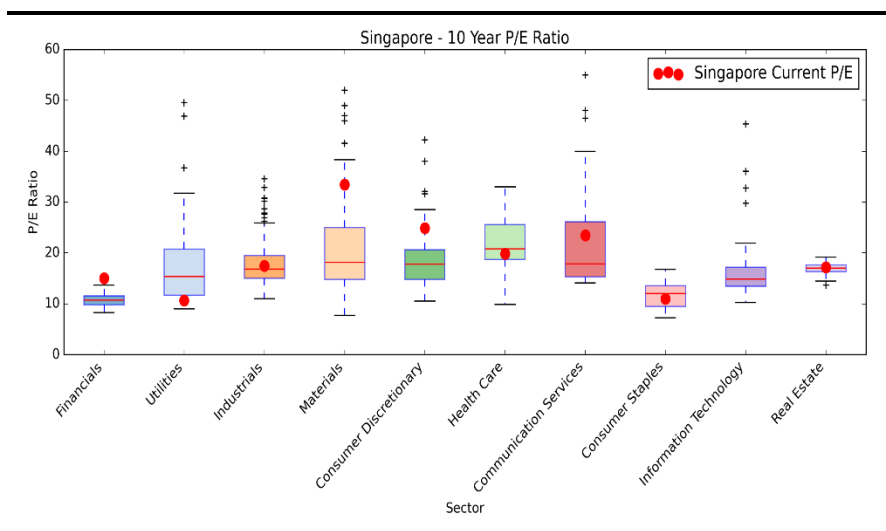 Singapore - 10 Year P/E Ratio
Singapore Current P/E
P/E Ratio
60
50
40
30
20
10
0
Financials
Utilities
Industrials
Materials
Consumer Discretionary
Health Care
Communication Services
Consumer Staples
Information Technology
Real Estate
Sector